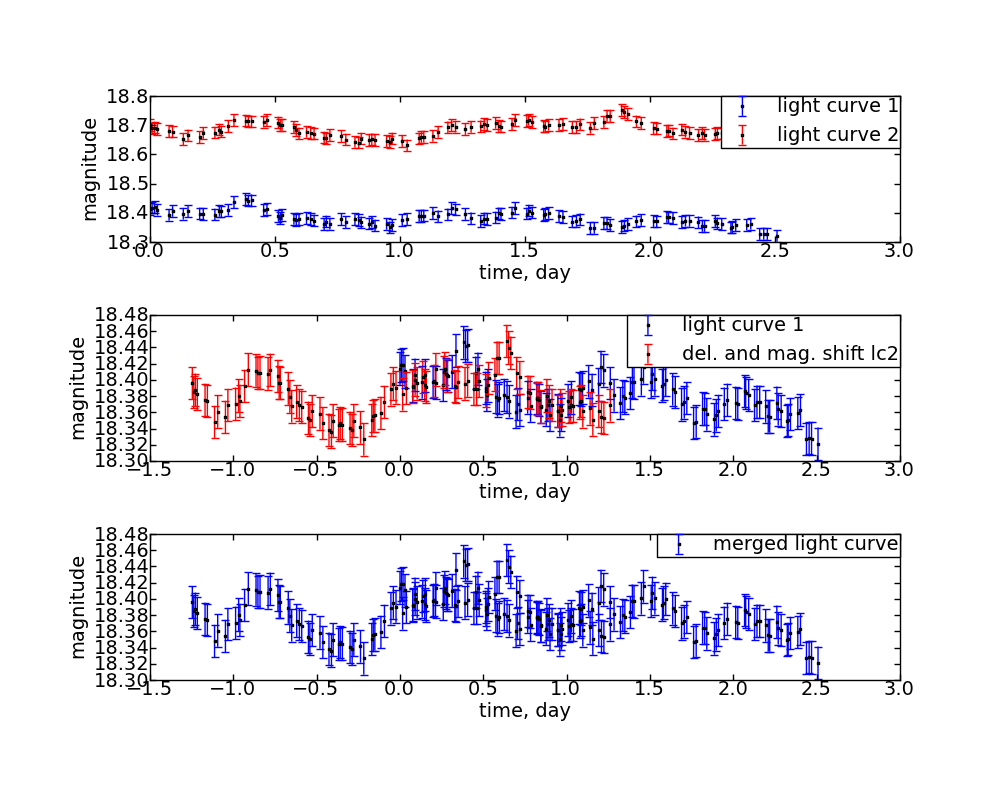 18.8
18.7
18.6
18.5
18.4
18.3
magnitude
light curve 1
light curve 2
0.0 0.5 1.0 1.5 2.0 2.5 3.0
time, day
18.48
18.46
18.44
18.42
18.40
18.38
18.36
18.34
18.32
18.30
magnitude
light curve 1
del. and mag. shift lc2
−1.5 −1.0 −0.5 0.0 0.5 1.0 1.5 2.0 2.5 3.0
time, day
18.48
18.46
18.44
18.42
18.40
18.38
18.36
18.34
18.32
18.30
magnitude
merged light curve
−1.5 −1.0 −0.5 0.0 0.5 1.0 1.5 2.0 2.5 3.0
time, day